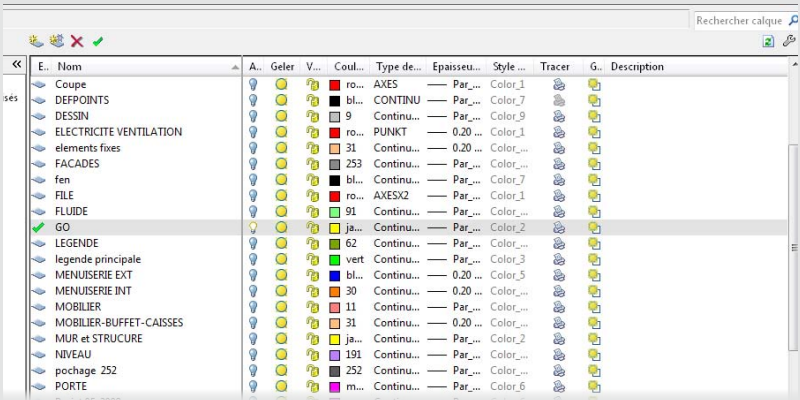 Rechercher calque
«
E.. Nom A.. Geler V... Coul... Type de... Epaisseu... Style ... Tracer G.. Description
Coupe ro... AXES Par_... Color_1
isés
DEFPOINTS bl... CONTINU Par_... Color_7
DESSIN 9 Continu... Par_... Color_9
ELECTRICITE VENTILATION ro... PUNKT 0.20 ... Color_1
elements fixes 31 Continu... 0.20 ... Color_...
FACADES 253 Continu... Par_... Color_...
fen bl... Continu... Par_... Color_7
FILE ro... AXESX2 Par_... Color_1
FLUIDE 91 Continu... Par_... Color_...
GO ja... Continu... Par_... Color_2
LEGENDE 62 Continu... Par_... Color_...
legende principale vert Continu... Par_... Color_3
MENUISERIE EXT bl... Continu... 0.20 ... Color_5
MENUISERIE INT 30 Continu... 0.20 ... Color_...
MOBILIER 11 Continu... Par_... Color_...
MOBILIER-BUFFET-CAISSES 31 Continu... 0.20 ... Color_...
MUR et STRUCURE ja... Continu... Par_... Color_2
NIVEAU 191 Continu... Par_... Color_...
pochage 252 252 Continu... Par_... Color_...
PORTE m... Continu... Par_... Color_6